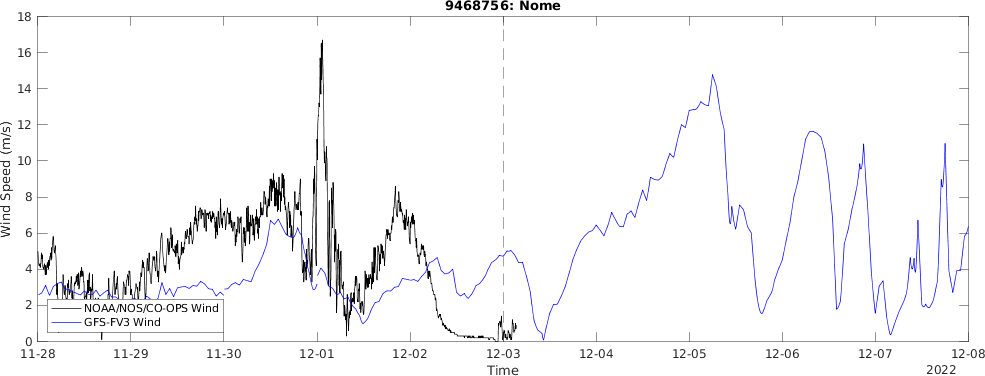 9468756: Nome
18
16
14
12
10
8
6
4
2
0
Wind Speed (m/s)
NOAA/NOS/CO-OPS Wind
GFS-FV3 Wind
11-28 11-29 11-30 12-01 12-02 12-03 12-04 12-05 12-06 12-07 12-08
Time
2022